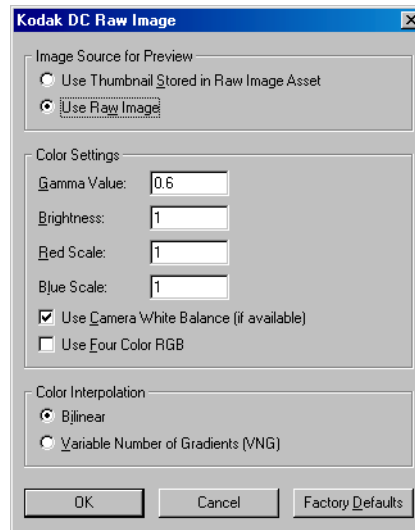 Kodak DC Raw Image
Image Source for Preview
Use Thumbnail Stored in Raw Image Asset
Use Raw Image
Color Settings
Gamma Value: 0.6
Brightness: 1
Red Scale: 1
Blue Scale: 1
Use Camera White Balance (if available)
Use Four Color RGB
Color Interpolation
Bilinear
Variable Number of Gradients (VNG)
OK Cancel Factory Defaults